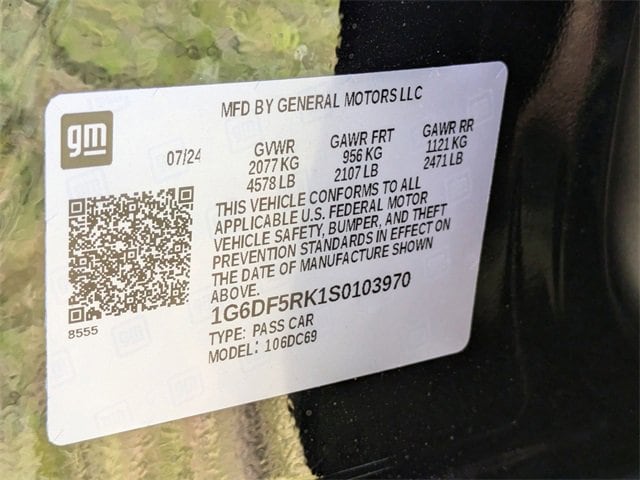 MFD BY GENERAL MOTORS LLC
gm
07/24
GVWR GAWR FRT GAWR RR
2077 KG 956 KG 1121 KG
4578 LB 2107 LB 2471 LB
THIS VEHICLE CONFORMS TO ALL
APPLICABLE U.S. FEDERAL MOTOR
VEHICLE SAFETY, BUMPER, AND THEFT
PREVENTION STANDARDS IN EFFECT ON
THE DATE OF MANUFACTURE SHOWN
ABOVE.
1G6DF5RK1S0103970
8555
TYPE: PASS CAR
MODEL: 106DC69